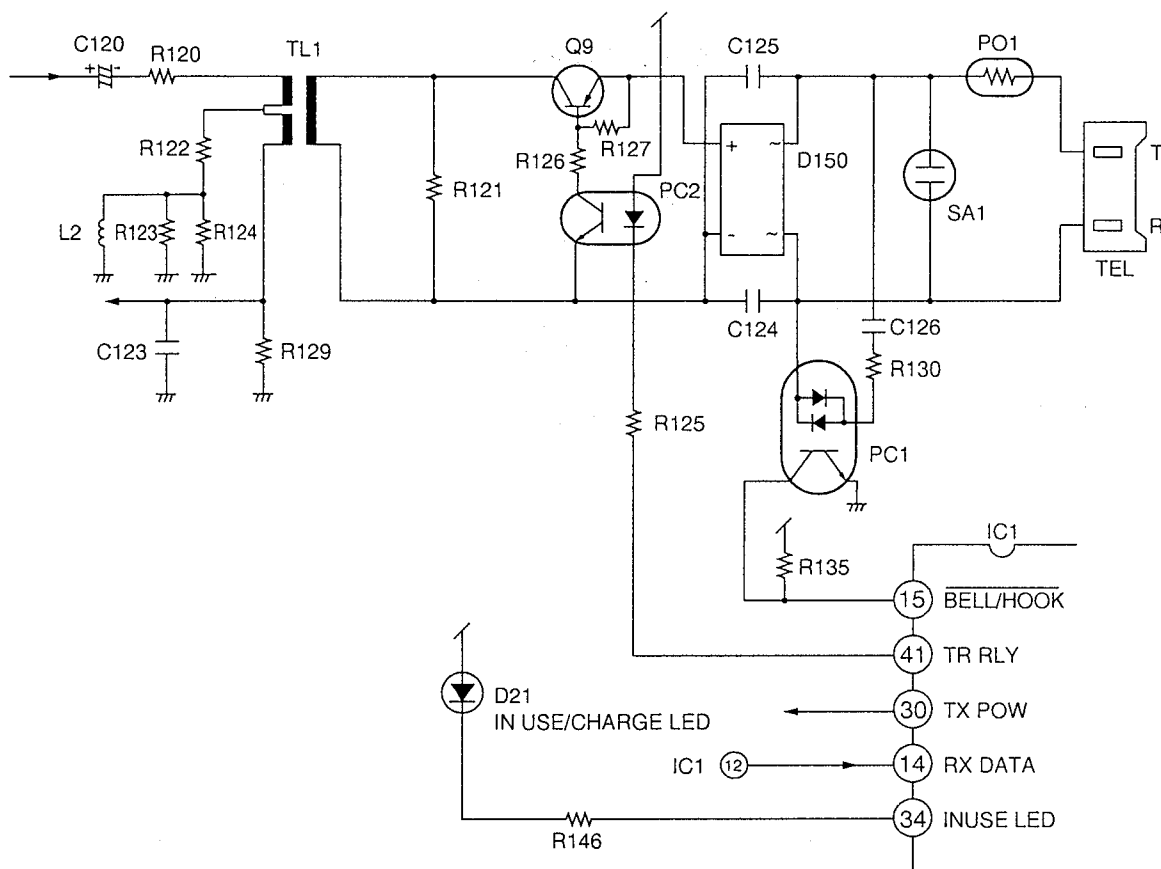 C120
+ -
R120
TL1
Q9
C125
PO1
R122
R126
R127
+
~
D150
T
R121
PC2
SA1
L2
R123
R124
-
~
R
TEL
C123
R129
C124
C126
R130
R125
PC1
IC1
R135
15 BELL/HOOK
41 TR RLY
D21
IN USE/CHARGE LED
30 TX POW
IC1 12
14 RX DATA
34 INUSE LED
R146